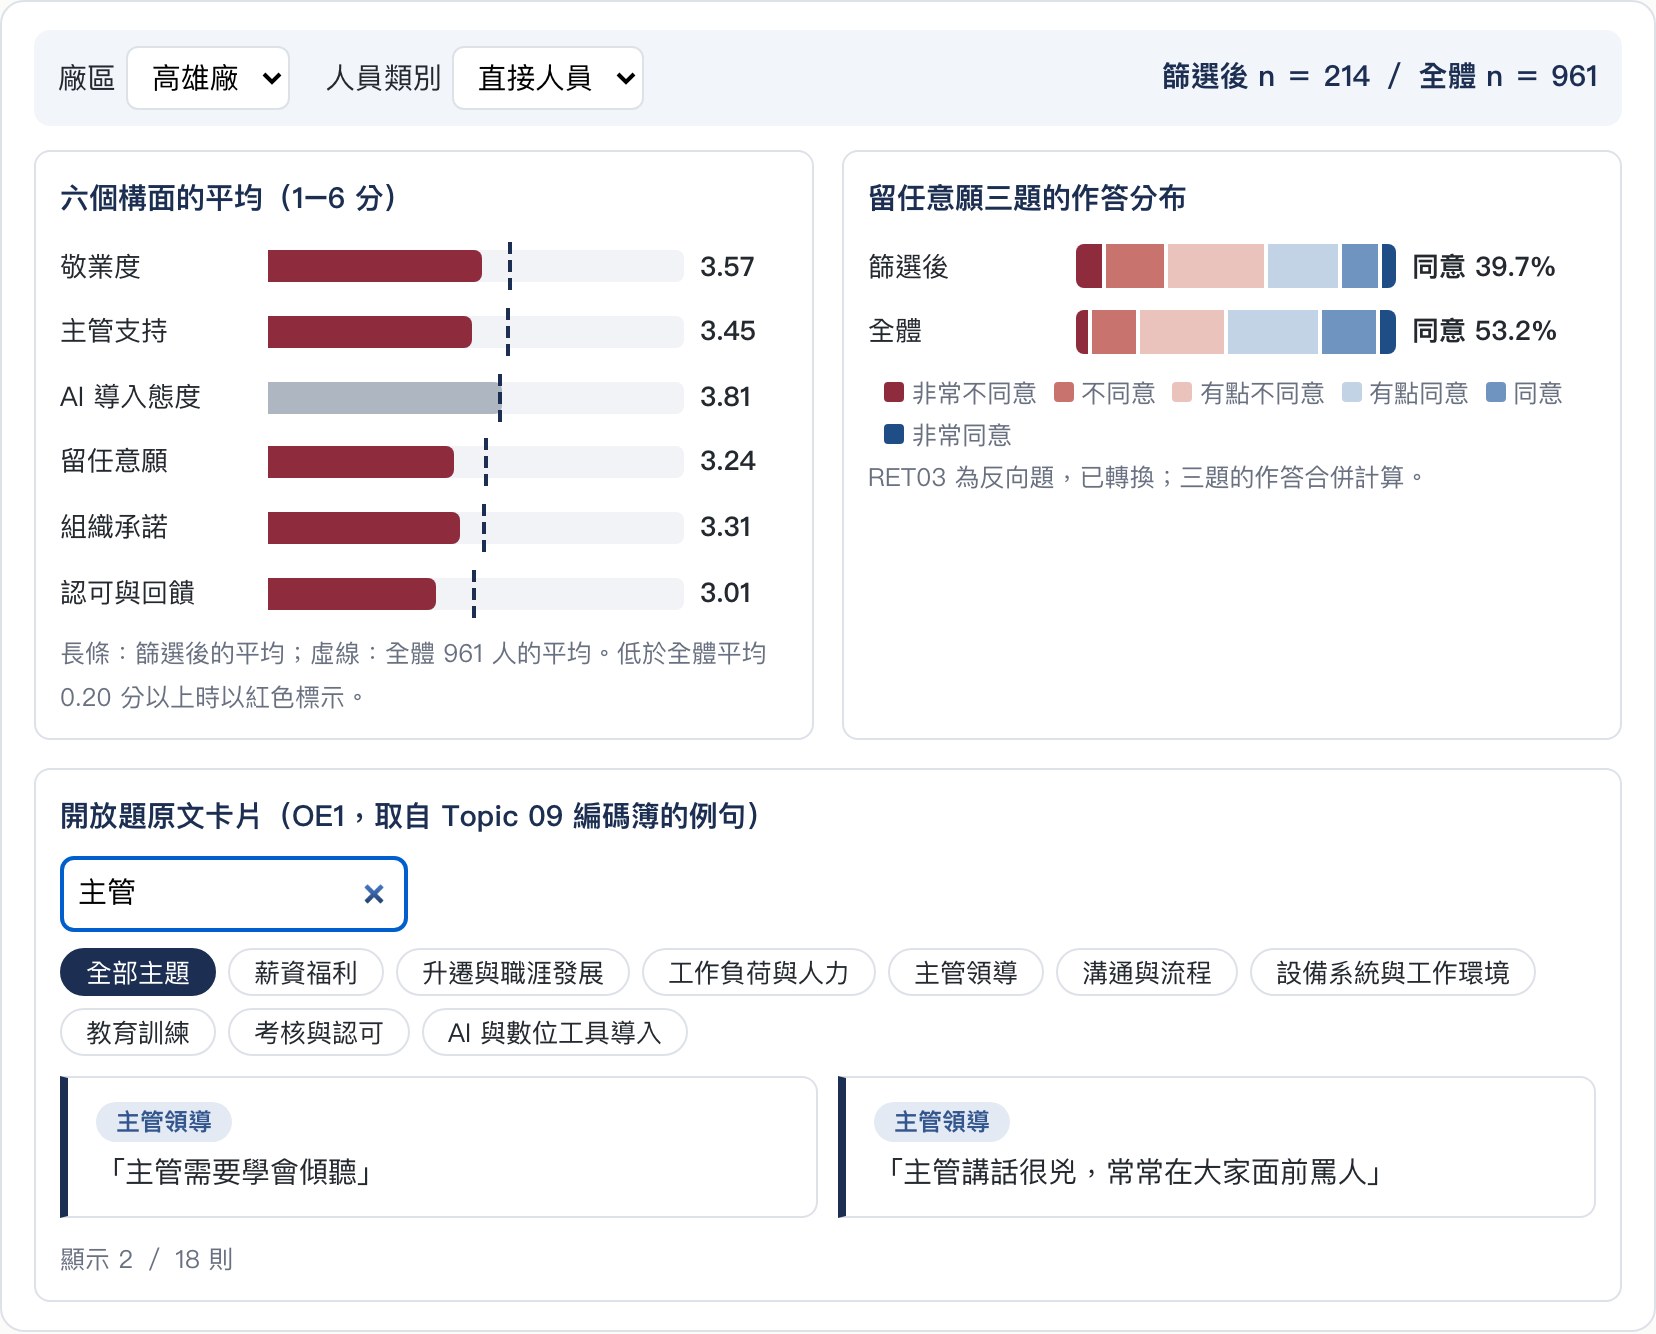 廠區 高雄廠 人員類別 直接人員 篩選後 n = 214 / 全體 n = 961
六個構面的平均（1–6 分）
敬業度 3.57
主管支持 3.45
AI 導入態度 3.81
留任意願 3.24
組織承諾 3.31
認可與回饋 3.01
長條：篩選後的平均；虛線：全體 961 人的平均。低於全體平均
0.20 分以上時以紅色標示。
留任意願三題的作答分布
篩選後 同意 39.7%
全體 同意 53.2%
非常不同意 不同意 有點不同意 有點同意 同意
非常同意
RET03 為反向題，已轉換；三題的作答合併計算。
開放題原文卡片（OE1，取自 Topic 09 編碼簿的例句）
主管 ×
全部主題 薪資福利 升遷與職涯發展 工作負荷與人力 主管領導 溝通與流程 設備系統與工作環境
教育訓練 考核與認可 AI 與數位工具導入
主管領導
「主管需要學會傾聽」
主管領導
「主管講話很兇，常常在大家面前罵人」
顯示 2 / 18 則